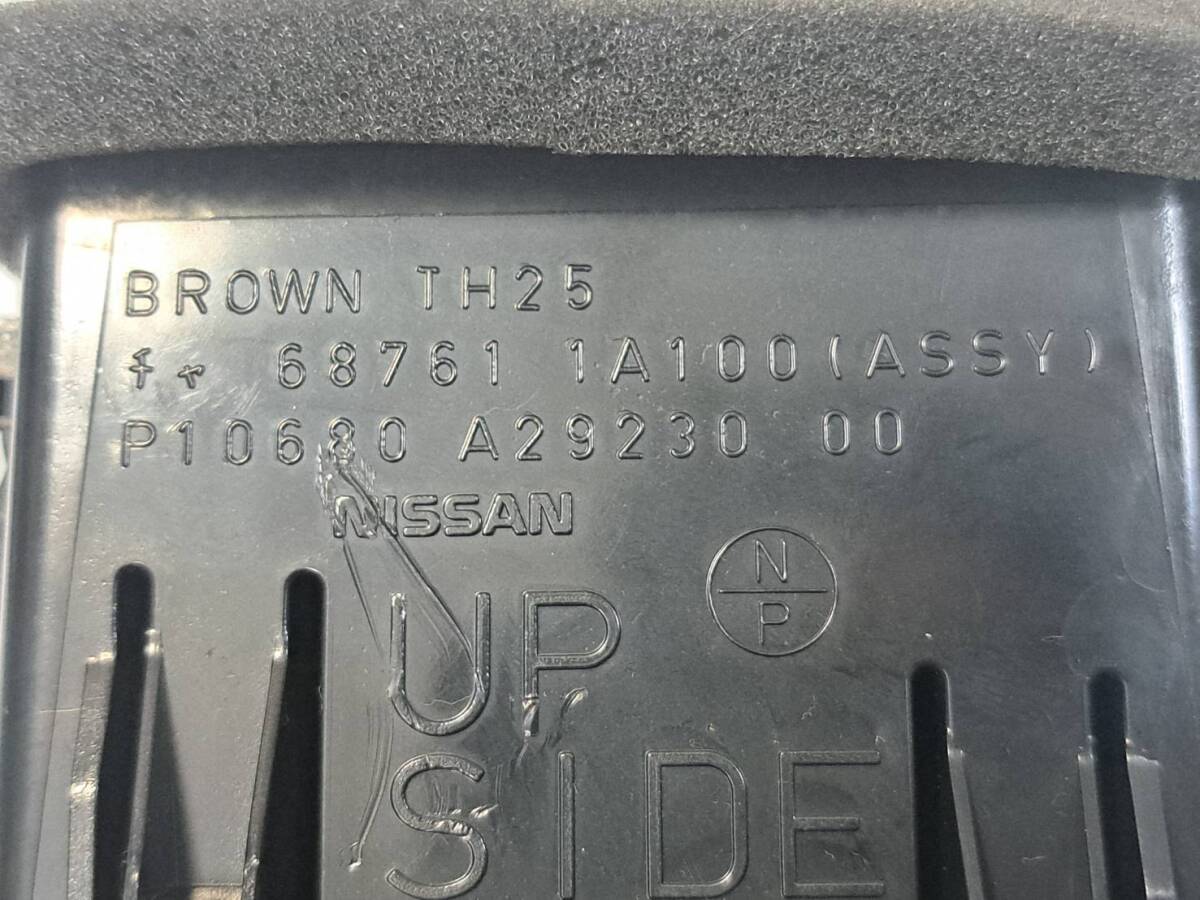 BROWN TH25
チャ 68761 1A100(ASSY)
P10680 A29230 00
NISSAN
N
P
UP
SIDE